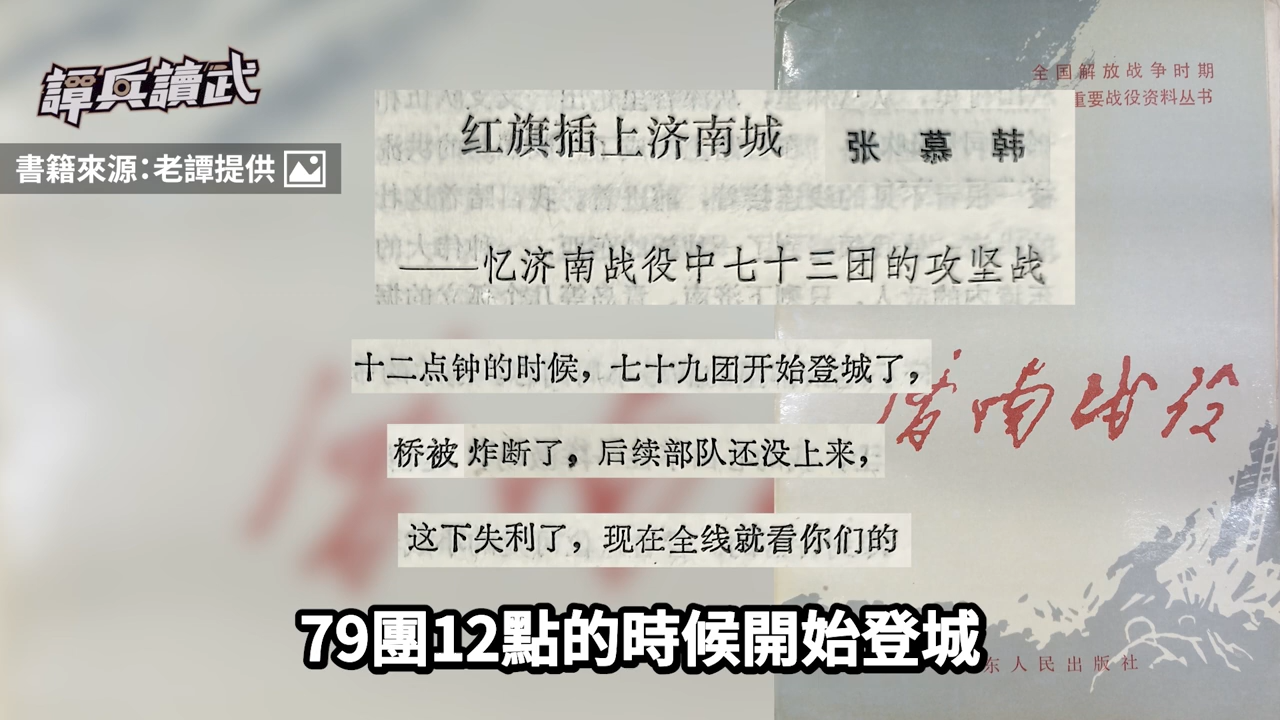 譚兵讀武
書籍來源：老譚提供
全国解放战争时期
重要战役资料丛书
红旗插上济南城 张慕韩
——忆济南战役中七十三团的攻坚战
十二点钟的时候，七十九团开始登城了，
桥被炸断了，后续部队还没上来，
这下失利了，现在全线就看你们的
济南战役
79團12點的時候開始登城
东人民出版社